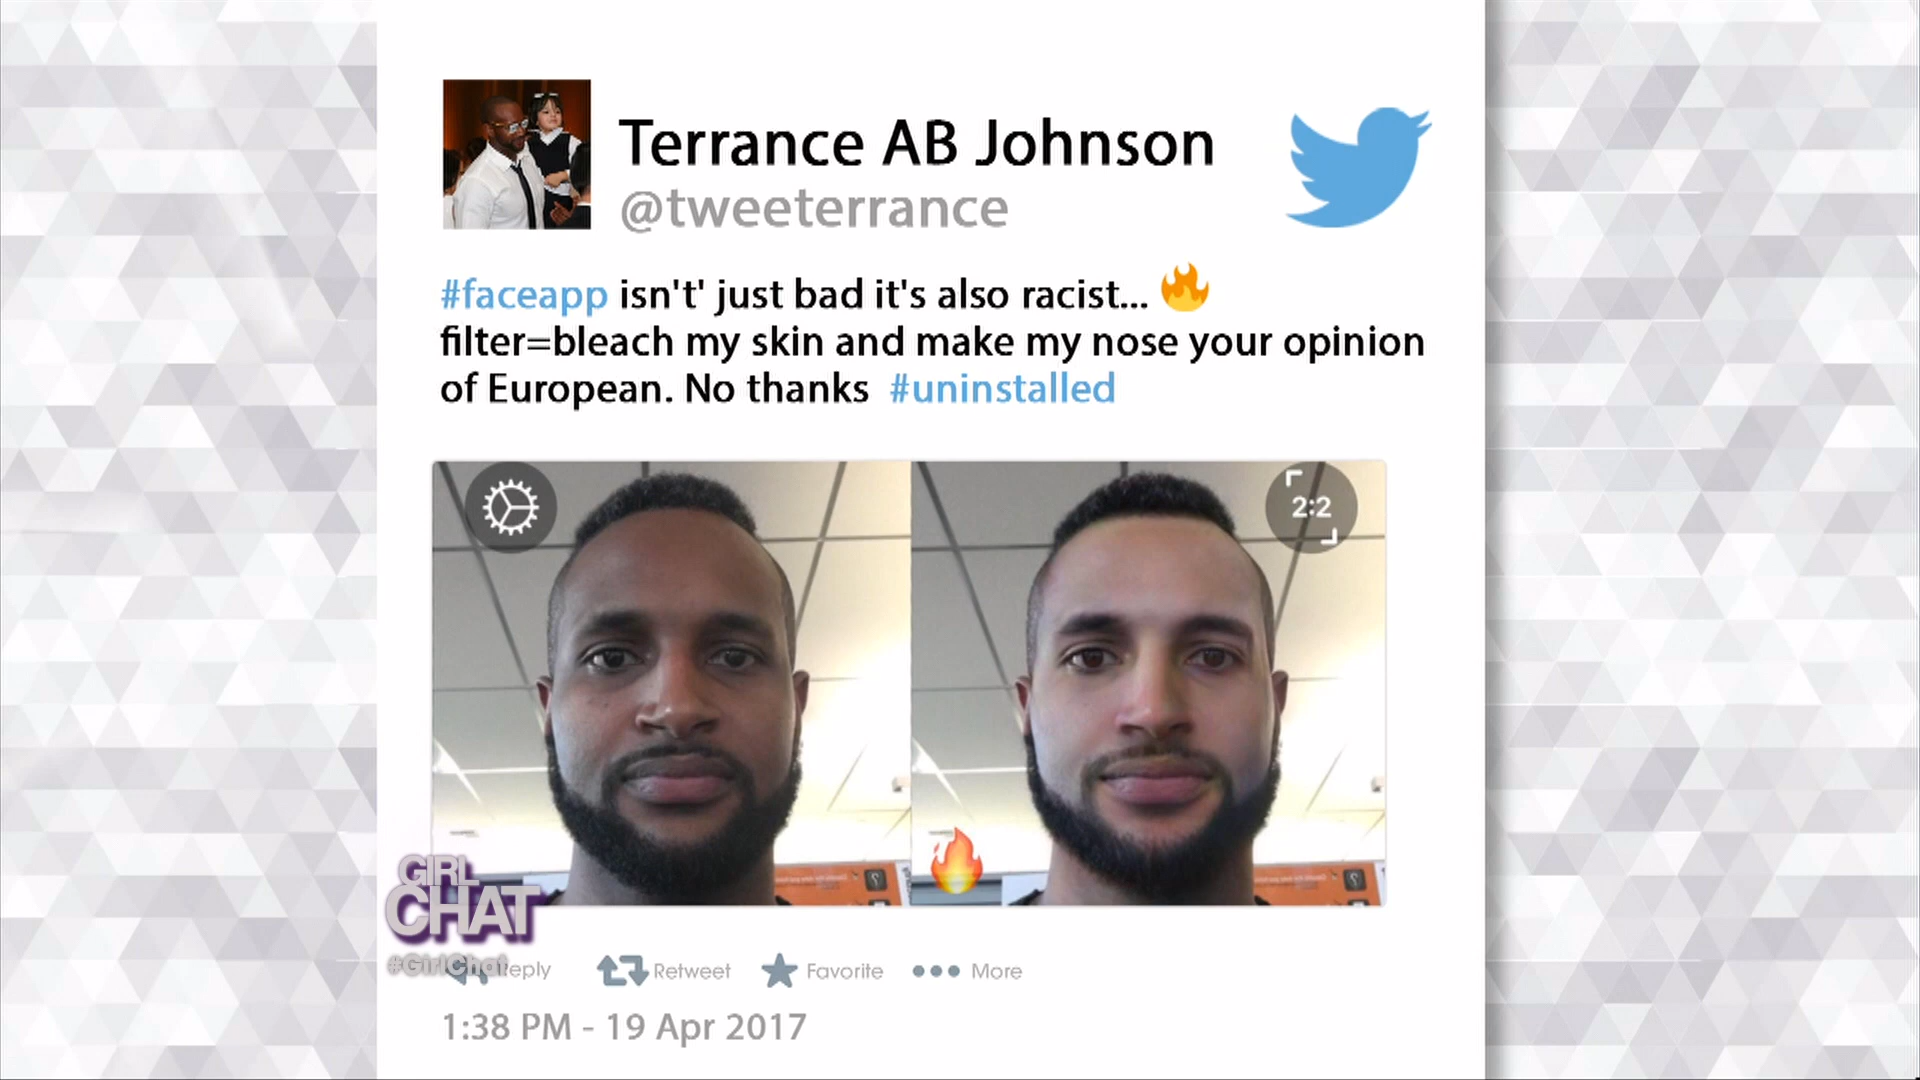 Terrance AB Johnson
@tweeterrance
#faceapp isn't' just bad it's also racist... 🔥
filter=bleach my skin and make my nose your opinion
of European. No thanks #uninstalled
2:2
GIRL
CHAT
#GirlChat
Reply Retweet Favorite More
1:38 PM - 19 Apr 2017